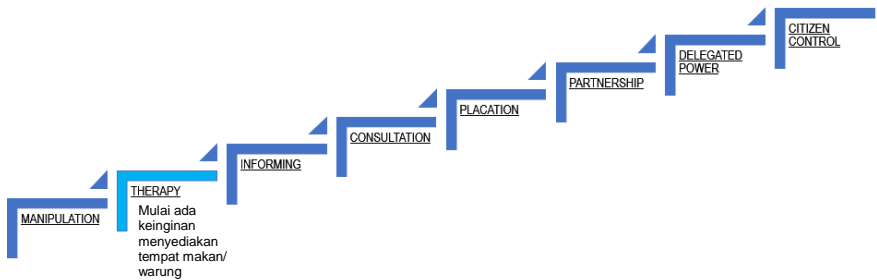 MANIPULATION
THERAPY
Mulai ada
keinginan
menyediakan
tempat makan/
warung
INFORMING
CONSULTATION
PLACATION
PARTNERSHIP
DELEGATED
POWER
CITIZEN
CONTROL